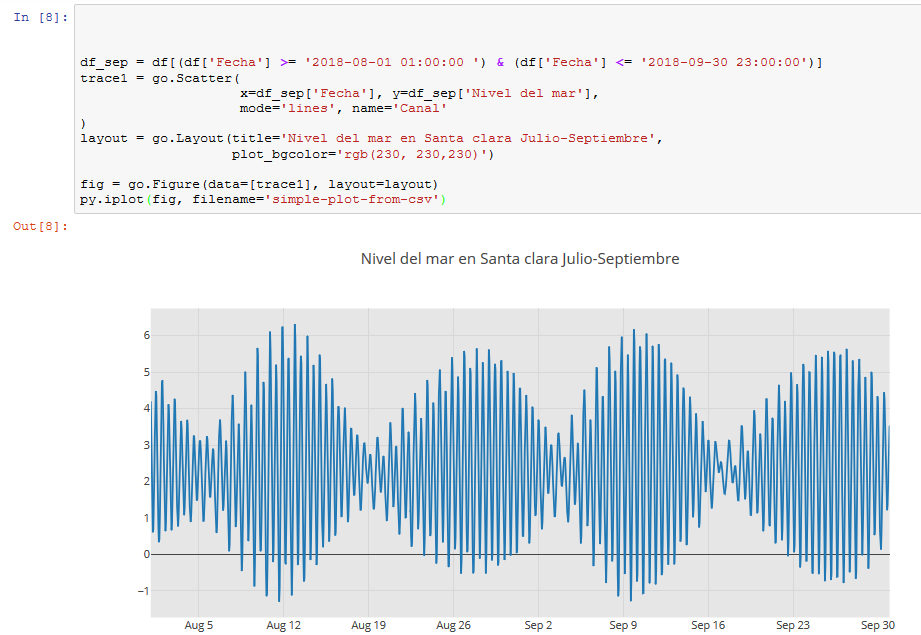 In [8]:
df_sep = df[(df['Fecha'] >= '2018-08-01 01:00:00 ') & (df['Fecha'] <= '2018-09-30 23:00:00')]
trace1 = go.Scatter(
x=df_sep['Fecha'], y=df_sep['Nivel del mar'],
mode='lines', name='Canal'
)
layout = go.Layout(title='Nivel del mar en Santa clara Julio-Septiembre',
plot_bgcolor='rgb(230, 230,230)')
fig = go.Figure(data=[trace1], layout=layout)
py.iplot(fig, filename='simple-plot-from-csv')
Out[8]:
Nivel del mar en Santa clara Julio-Septiembre
6
5
4
3
2
1
0
−1
Aug 5 Aug 12 Aug 19 Aug 26 Sep 2 Sep 9 Sep 16 Sep 23 Sep 30